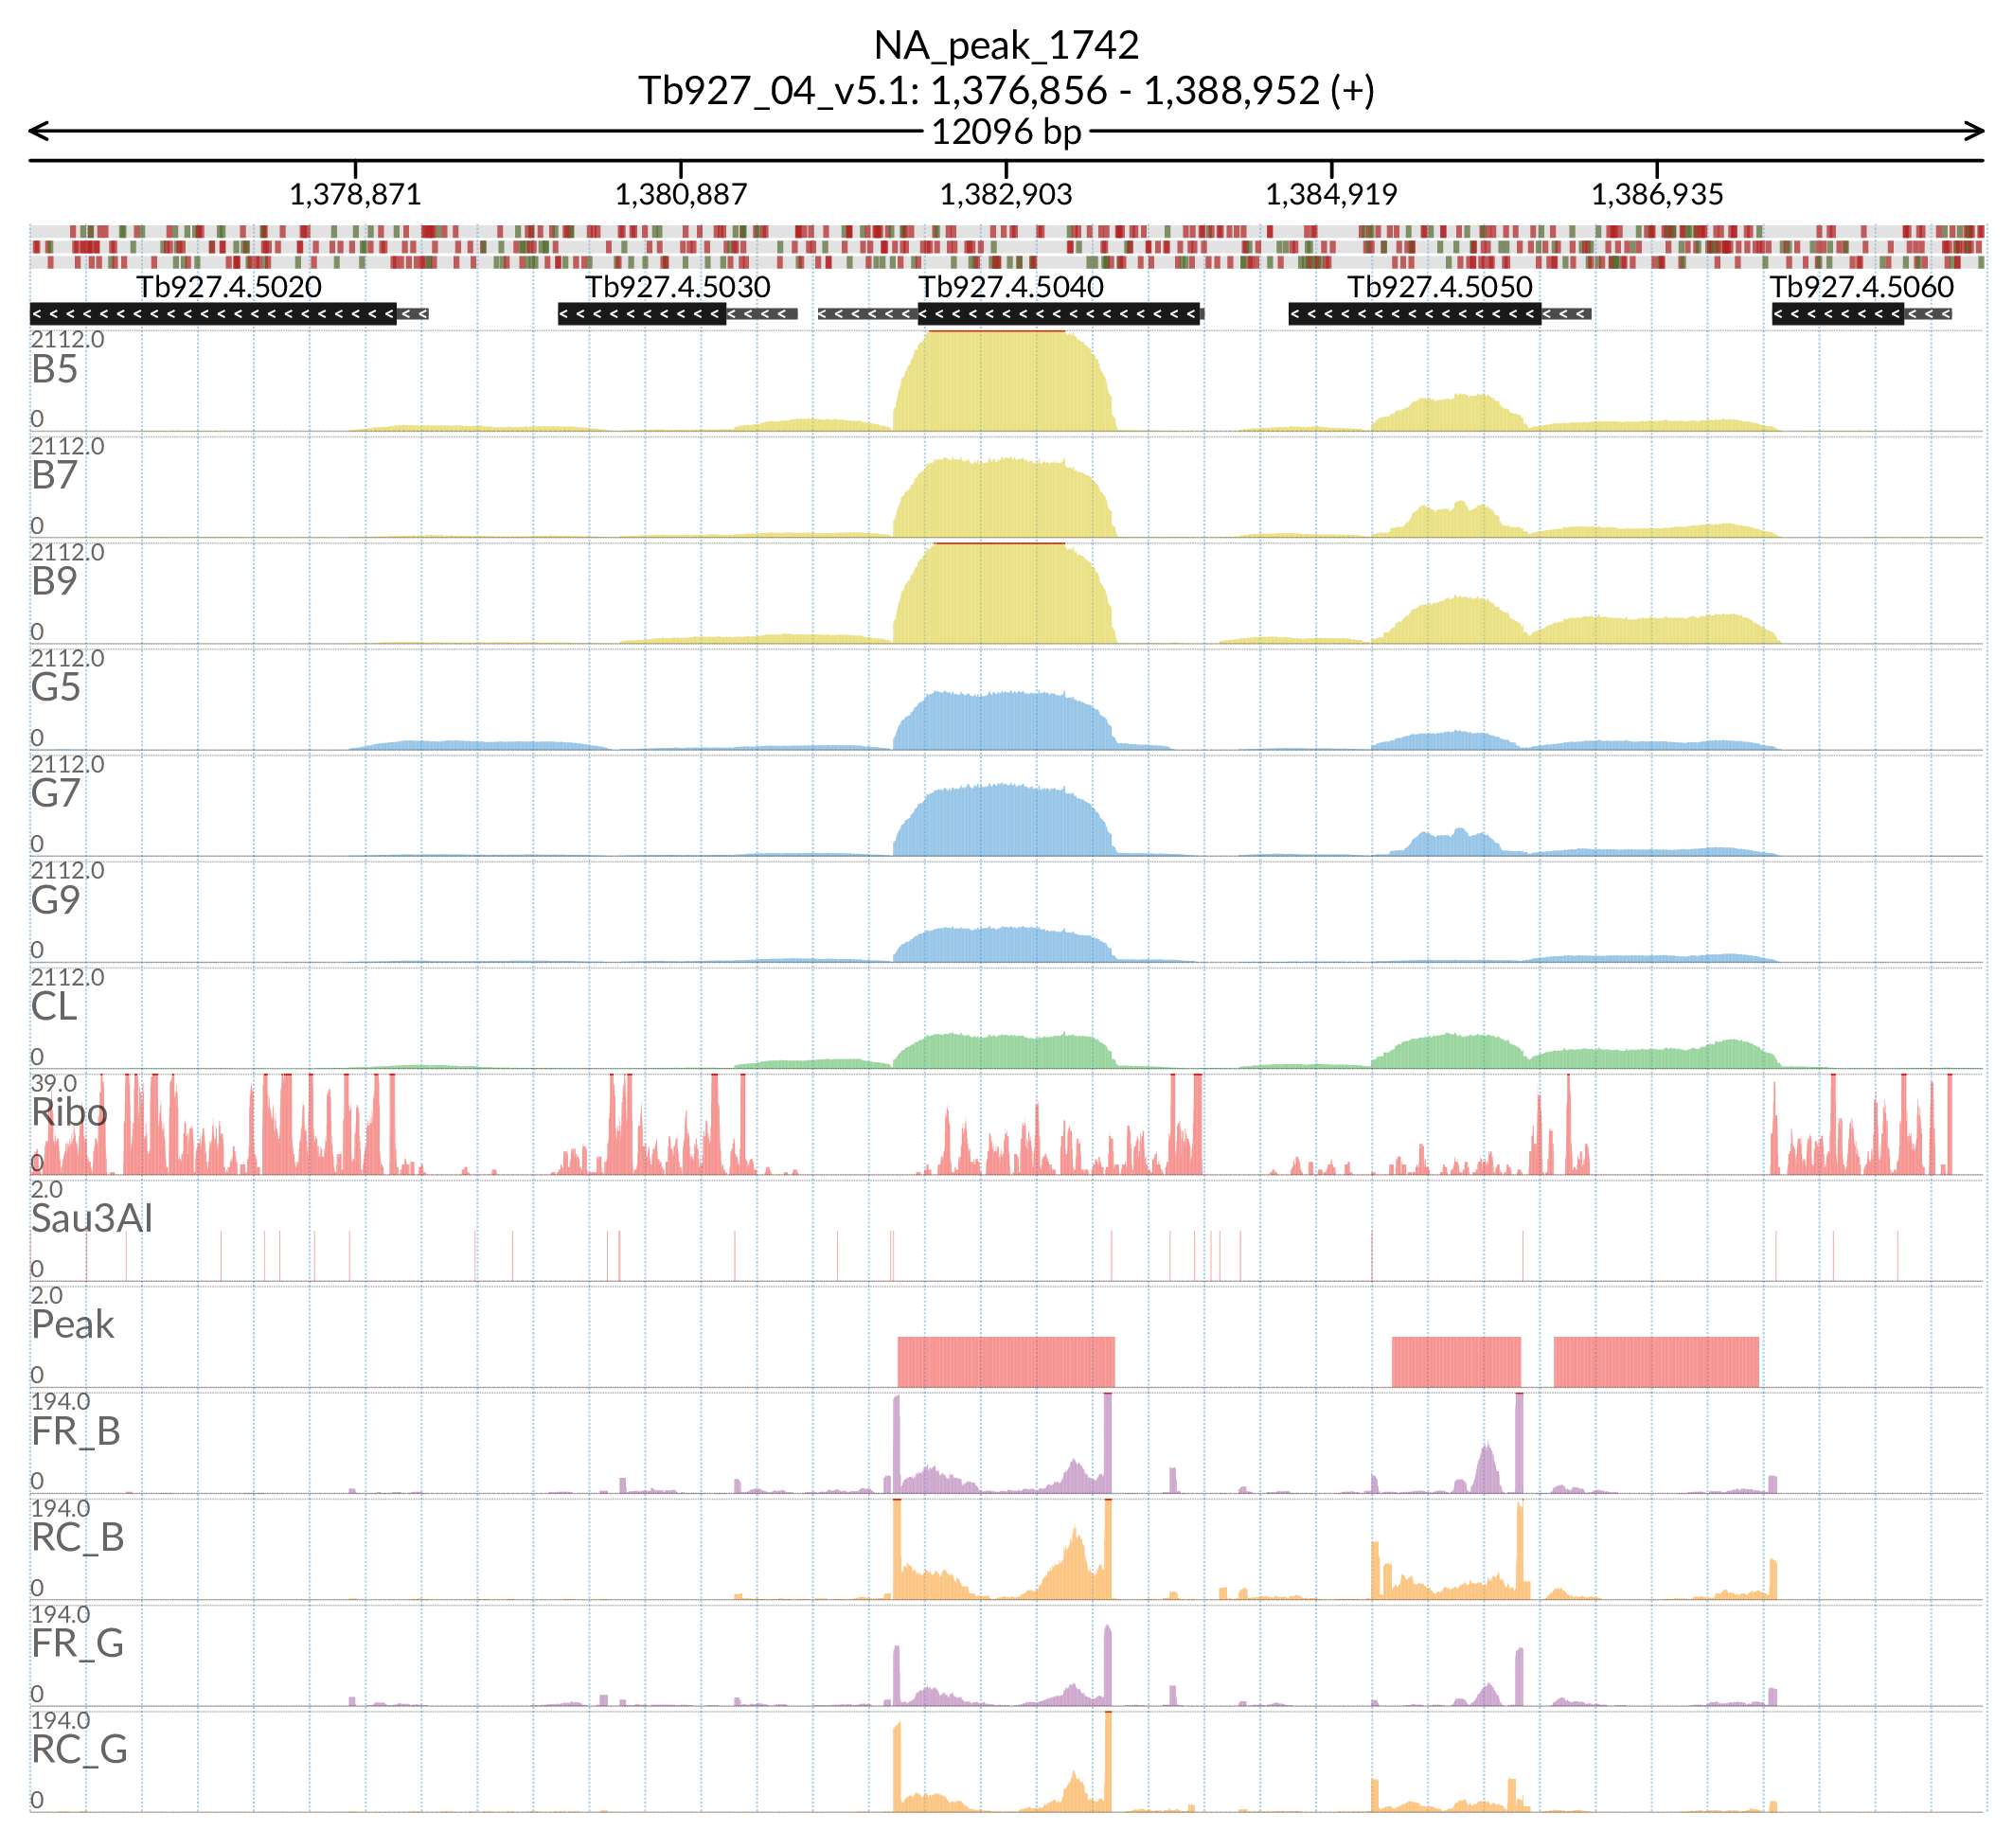 NA_peak_1742
Tb927_04_v5.1: 1,376,856 - 1,388,952 (+)
12096 bp
1,378,871 1,380,887 1,382,903 1,384,919 1,386,935
Tb927.4.5020 Tb927.4.5030 Tb927.4.5040 Tb927.4.5050 Tb927.4.5060
2112.0
B5
0
2112.0
B7
0
2112.0
B9
0
2112.0
G5
0
2112.0
G7
0
2112.0
G9
0
2112.0
CL
0
39.0
Ribo
0
2.0
Sau3AI
0
2.0
Peak
0
194.0
FR_B
0
194.0
RC_B
0
194.0
FR_G
0
194.0
RC_G
0